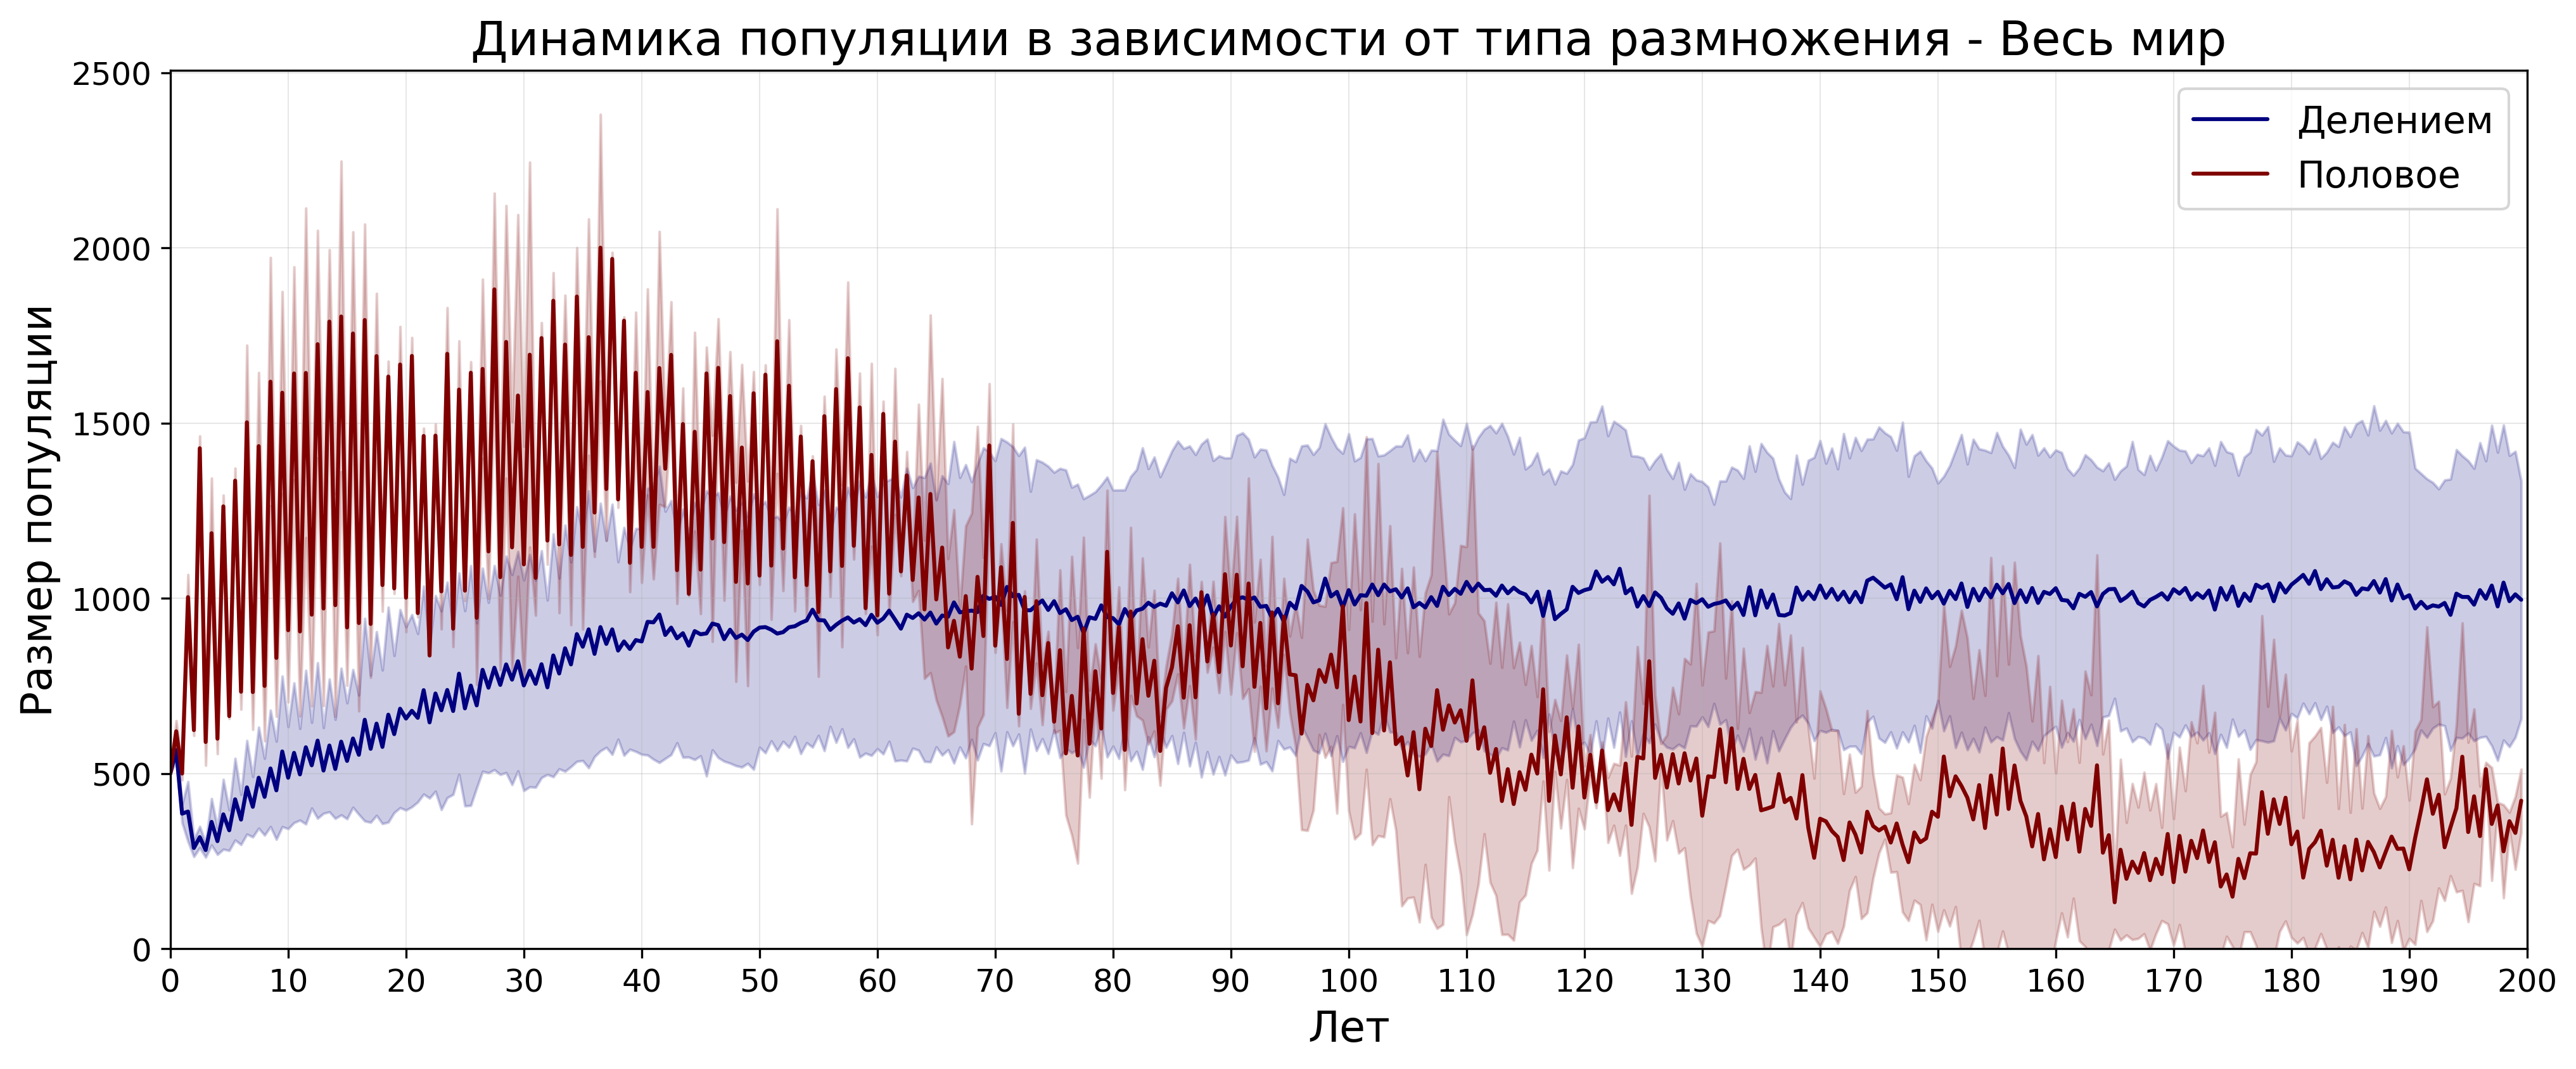 Динамика популяции в зависимости от типа размножения - Весь мир
Размер популяции
2500
2000
1500
1000
500
0
Делением
Половое
0 10 20 30 40 50 60 70 80 90 100 110 120 130 140 150 160 170 180 190 200
Лет